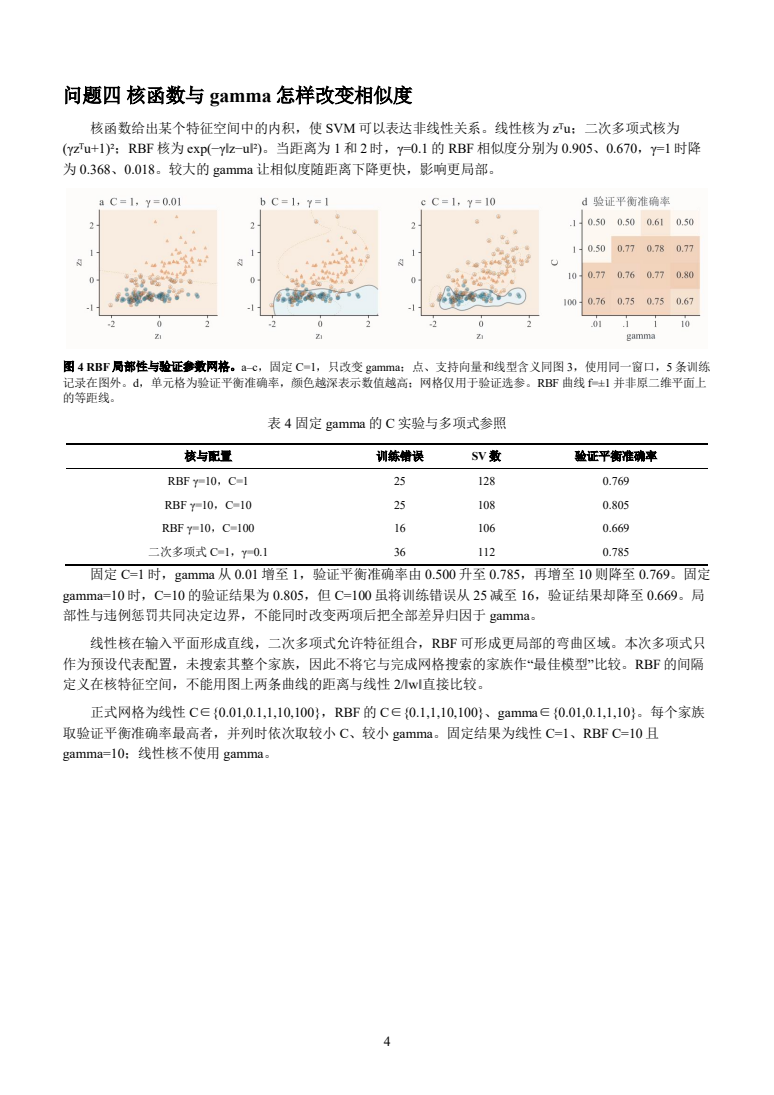 问题四 核函数与 gamma 怎样改变相似度
核函数给出某个特征空间中的内积，使 SVM 可以表达非线性关系。线性核为 zᵀu；二次多项式核为
(γzᵀu+1)²；RBF 核为 exp(−γ‖z−u‖²)。当距离为 1 和 2 时，γ=0.1 的 RBF 相似度分别为 0.905、0.670，γ=1 时降
为 0.368、0.018。较大的 gamma 让相似度随距离下降更快，影响更局部。
a C = 1，γ = 0.01
2
1
0
-1
z₂
-2 0 2
z₁
b C = 1，γ = 1
2
1
0
-1
z₂
-2 0 2
z₁
c C = 1，γ = 10
2
1
0
-1
z₂
-2 0 2
z₁
d 验证平衡准确率
.1 0.50 0.50 0.61 0.50
1 0.50 0.77 0.78 0.77
10 0.77 0.76 0.77 0.80
100 0.76 0.75 0.75 0.67
C
.01 .1 1 10
gamma
图 4 RBF 局部性与验证参数网格。a–c，固定 C=1，只改变 gamma；点、支持向量和线型含义同图 3，使用同一窗口，5 条训练
记录在图外。d，单元格为验证平衡准确率，颜色越深表示数值越高；网格仅用于验证选参。RBF 曲线 f=±1 并非原二维平面上
的等距线。
表 4 固定 gamma 的 C 实验与多项式参照
核与配置 训练错误 SV 数 验证平衡准确率
RBF γ=10，C=1 25 128 0.769
RBF γ=10，C=10 25 108 0.805
RBF γ=10，C=100 16 106 0.669
二次多项式 C=1，γ=0.1 36 112 0.785
固定 C=1 时，gamma 从 0.01 增至 1，验证平衡准确率由 0.500 升至 0.785，再增至 10 则降至 0.769。固定
gamma=10 时，C=10 的验证结果为 0.805，但 C=100 虽将训练错误从 25 减至 16，验证结果却降至 0.669。局
部性与违例惩罚共同决定边界，不能同时改变两项后把全部差异归因于 gamma。
线性核在输入平面形成直线，二次多项式允许特征组合，RBF 可形成更局部的弯曲区域。本次多项式只
作为预设代表配置，未搜索其整个家族，因此不将它与完成网格搜索的家族作“最佳模型”比较。RBF 的间隔
定义在核特征空间，不能用图上两条曲线的距离与线性 2/‖w‖直接比较。
正式网格为线性 C∈{0.01,0.1,1,10,100}，RBF 的 C∈{0.1,1,10,100}、gamma∈{0.01,0.1,1,10}。每个家族
取验证平衡准确率最高者，并列时依次取较小 C、较小 gamma。固定结果为线性 C=1、RBF C=10 且
gamma=10；线性核不使用 gamma。
4